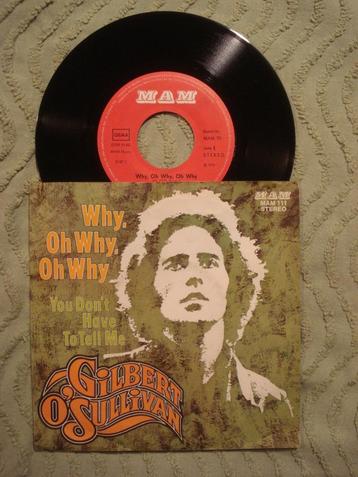 MAM
GEMA
STEREO
Why, Oh Why, Oh Why
MAM
MAM 111
STEREO
Why,
Oh Why,
Oh Why
You Don't
Have
To Tell Me
GILBERT
O'SULLIVAN